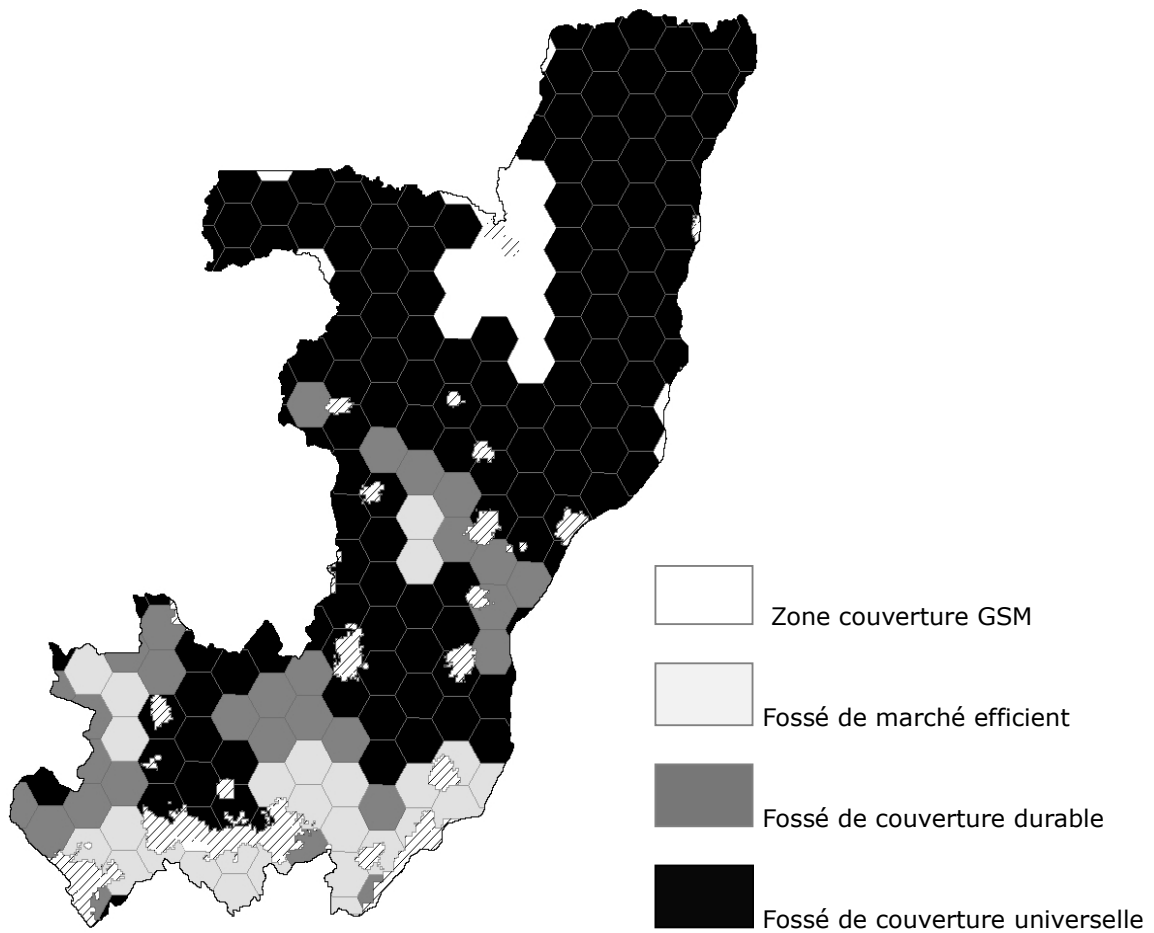 Zone couverture GSM
Fossé de marché efficient
Fossé de couverture durable
Fossé de couverture universelle